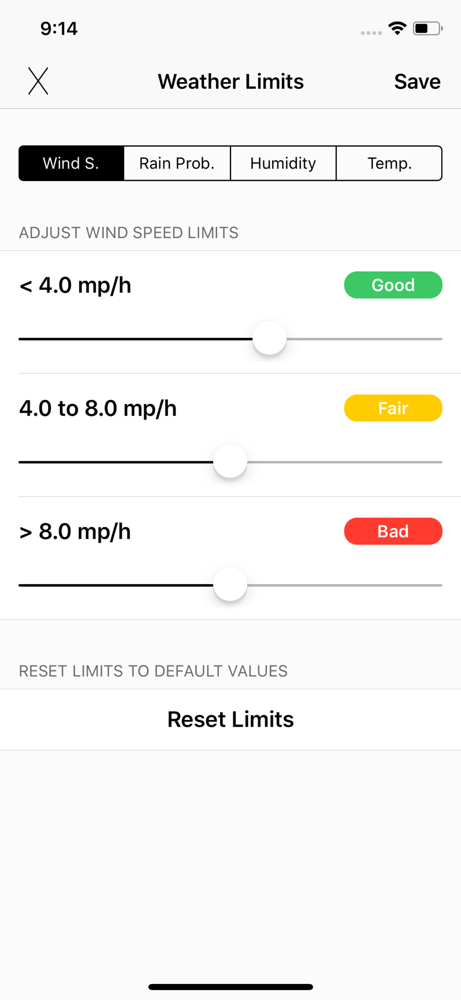 9:14
Weather Limits Save
Wind S. Rain Prob. Humidity Temp.
ADJUST WIND SPEED LIMITS
< 4.0 mp/h Good
4.0 to 8.0 mp/h Fair
> 8.0 mp/h Bad
RESET LIMITS TO DEFAULT VALUES
Reset Limits